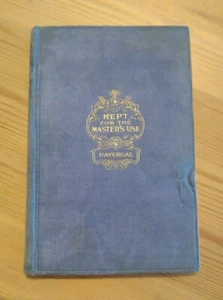 KEPT
FOR THE
MASTER'S USE
HAVERGAL